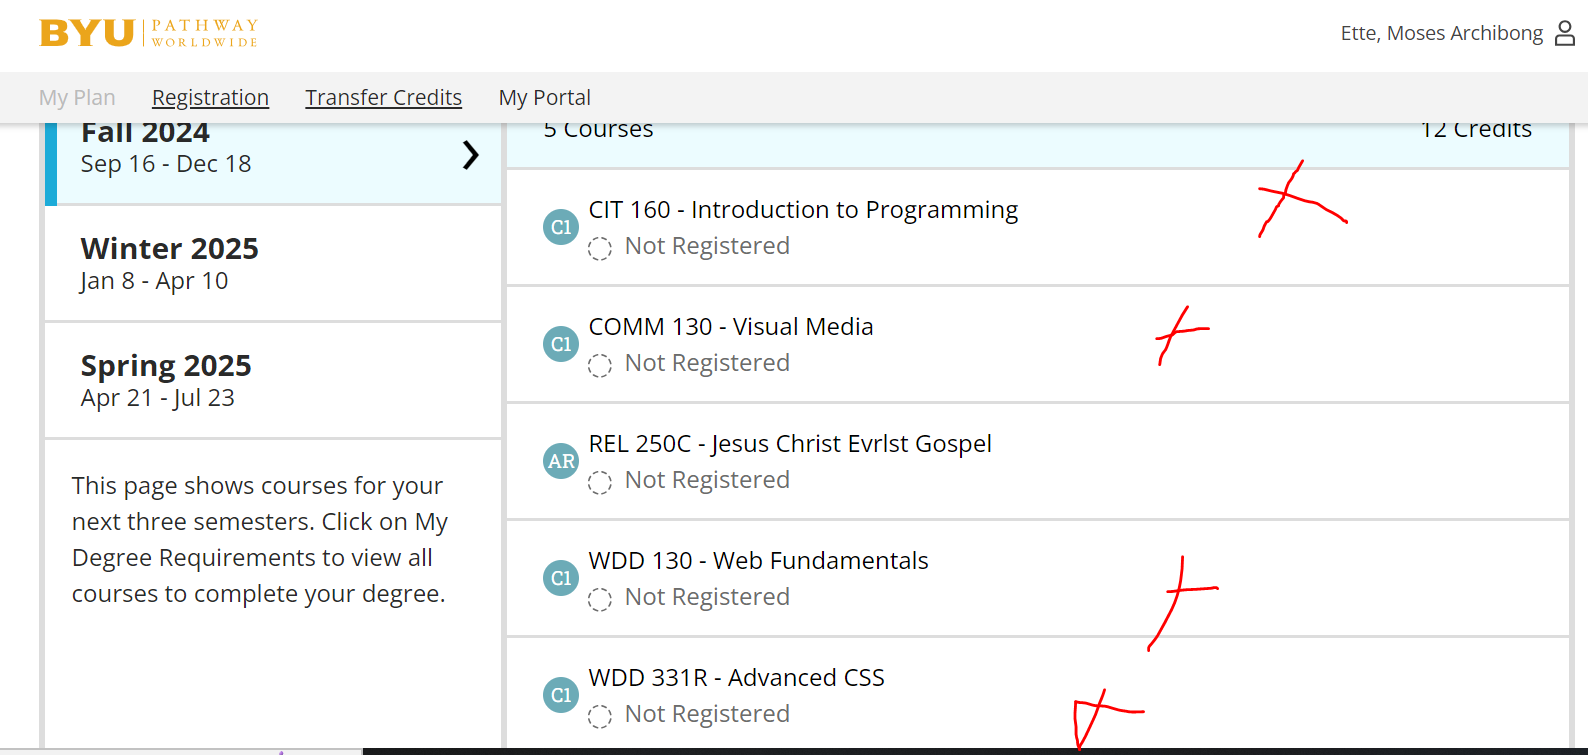 BYU PATHWAY
WORLDWIDE
Ette, Moses Archibong
My Plan Registration Transfer Credits My Portal
Fall 2024
Sep 16 - Dec 18
Winter 2025
Jan 8 - Apr 10
Spring 2025
Apr 21 - Jul 23
This page shows courses for your
next three semesters. Click on My
Degree Requirements to view all
courses to complete your degree.
5 Courses 12 Credits
C1 CIT 160 - Introduction to Programming
Not Registered
C1 COMM 130 - Visual Media
Not Registered
AR REL 250C - Jesus Christ Evrlst Gospel
Not Registered
C1 WDD 130 - Web Fundamentals
Not Registered
C1 WDD 331R - Advanced CSS
Not Registered